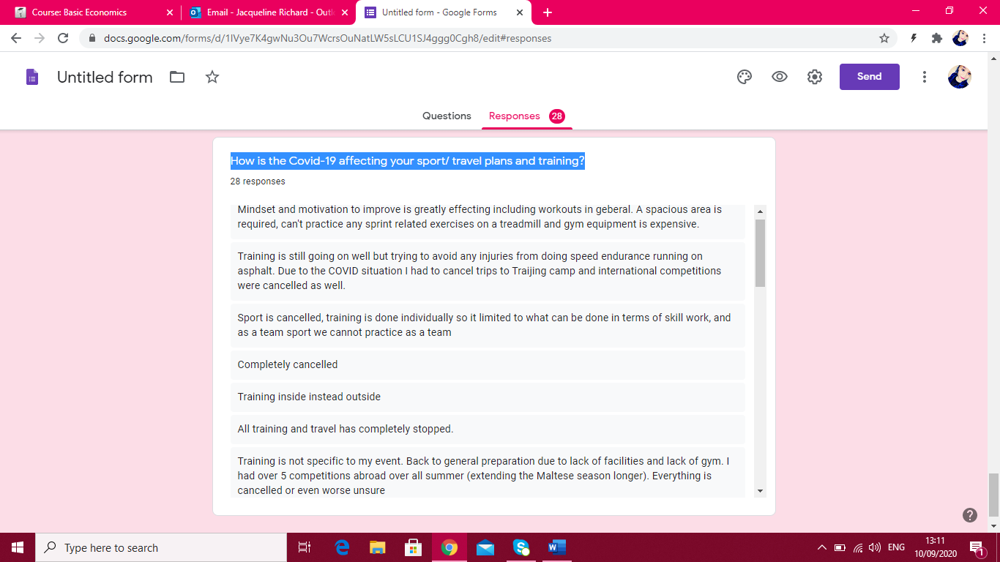 Course: Basic Economics
Email - Jacqueline Richard - Outl
Untitled form - Google Forms
docs.google.com/forms/d/1IVye7K4gwNu3Ou7WcrsOuNatLW5sLCU1SJ4ggg0Cgh8/edit#responses
Untitled form
Send
Questions
Responses 28
How is the Covid-19 affecting your sport/ travel plans and training?
28 responses
Mindset and motivation to improve is greatly effecting including workouts in geberal. A spacious area is
required, can't practice any sprint related exercises on a treadmill and gym equipment is expensive.
Training is still going on well but trying to avoid any injuries from doing speed endurance running on
asphalt. Due to the COVID situation I had to cancel trips to Traijing camp and international competitions
were cancelled as well.
Sport is cancelled, training is done individually so it limited to what can be done in terms of skill work, and
as a team sport we cannot practice as a team
Completely cancelled
Training inside instead outside
All training and travel has completely stopped.
Training is not specific to my event. Back to general preparation due to lack of facilities and lack of gym. I
had over 5 competitions abroad over all summer (extending the Maltese season longer). Everything is
cancelled or even worse unsure
Type here to search
ENG
13:11
10/09/2020
1